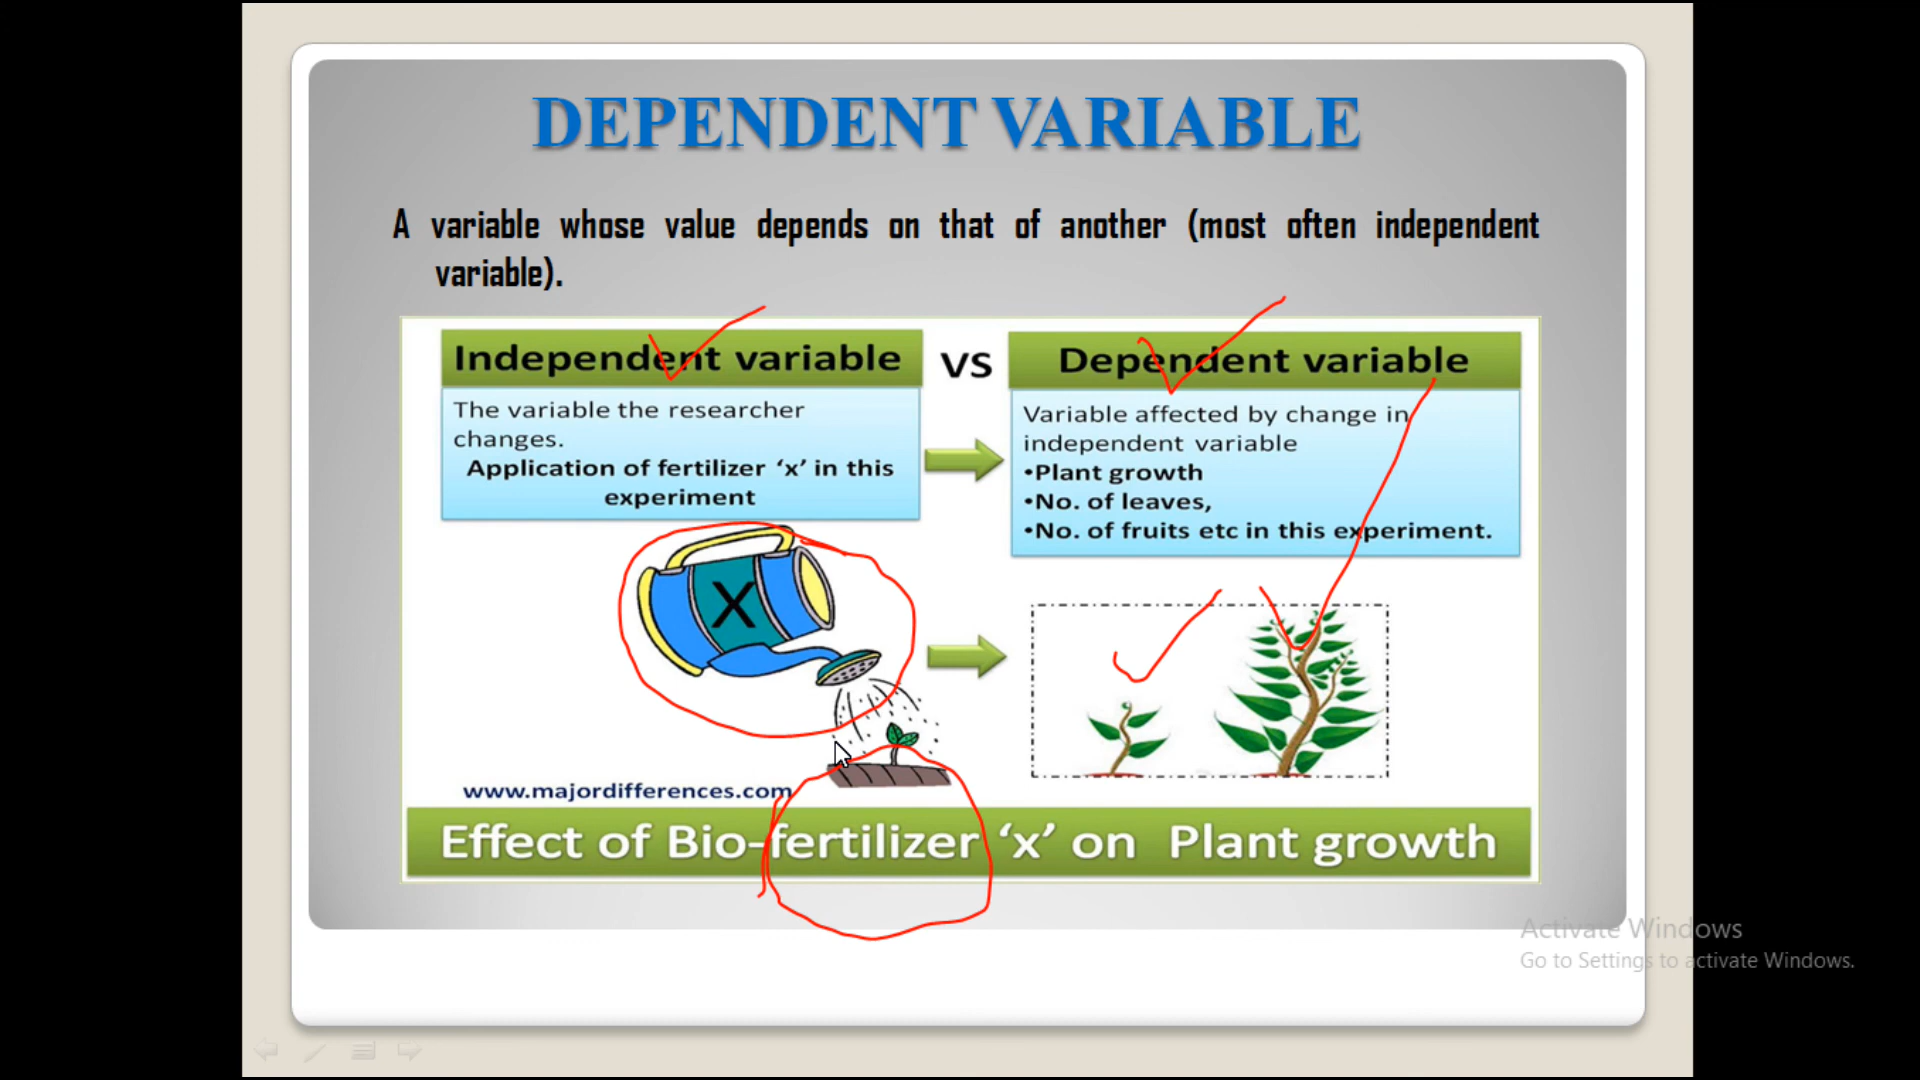 DEPENDENT VARIABLE
A variable whose value depends on that of another (most often independent
variable).
Independent variable
VS
Dependent variable
The variable the researcher
changes.
Application of fertilizer ‘x’ in this
experiment
Variable affected by change in
independent variable
•Plant growth
•No. of leaves,
•No. of fruits etc in this experiment.
X
www.majordifferences.com
Effect of Bio-fertilizer ‘x’ on Plant growth
Activate Windows
Go to Settings to activate Windows.